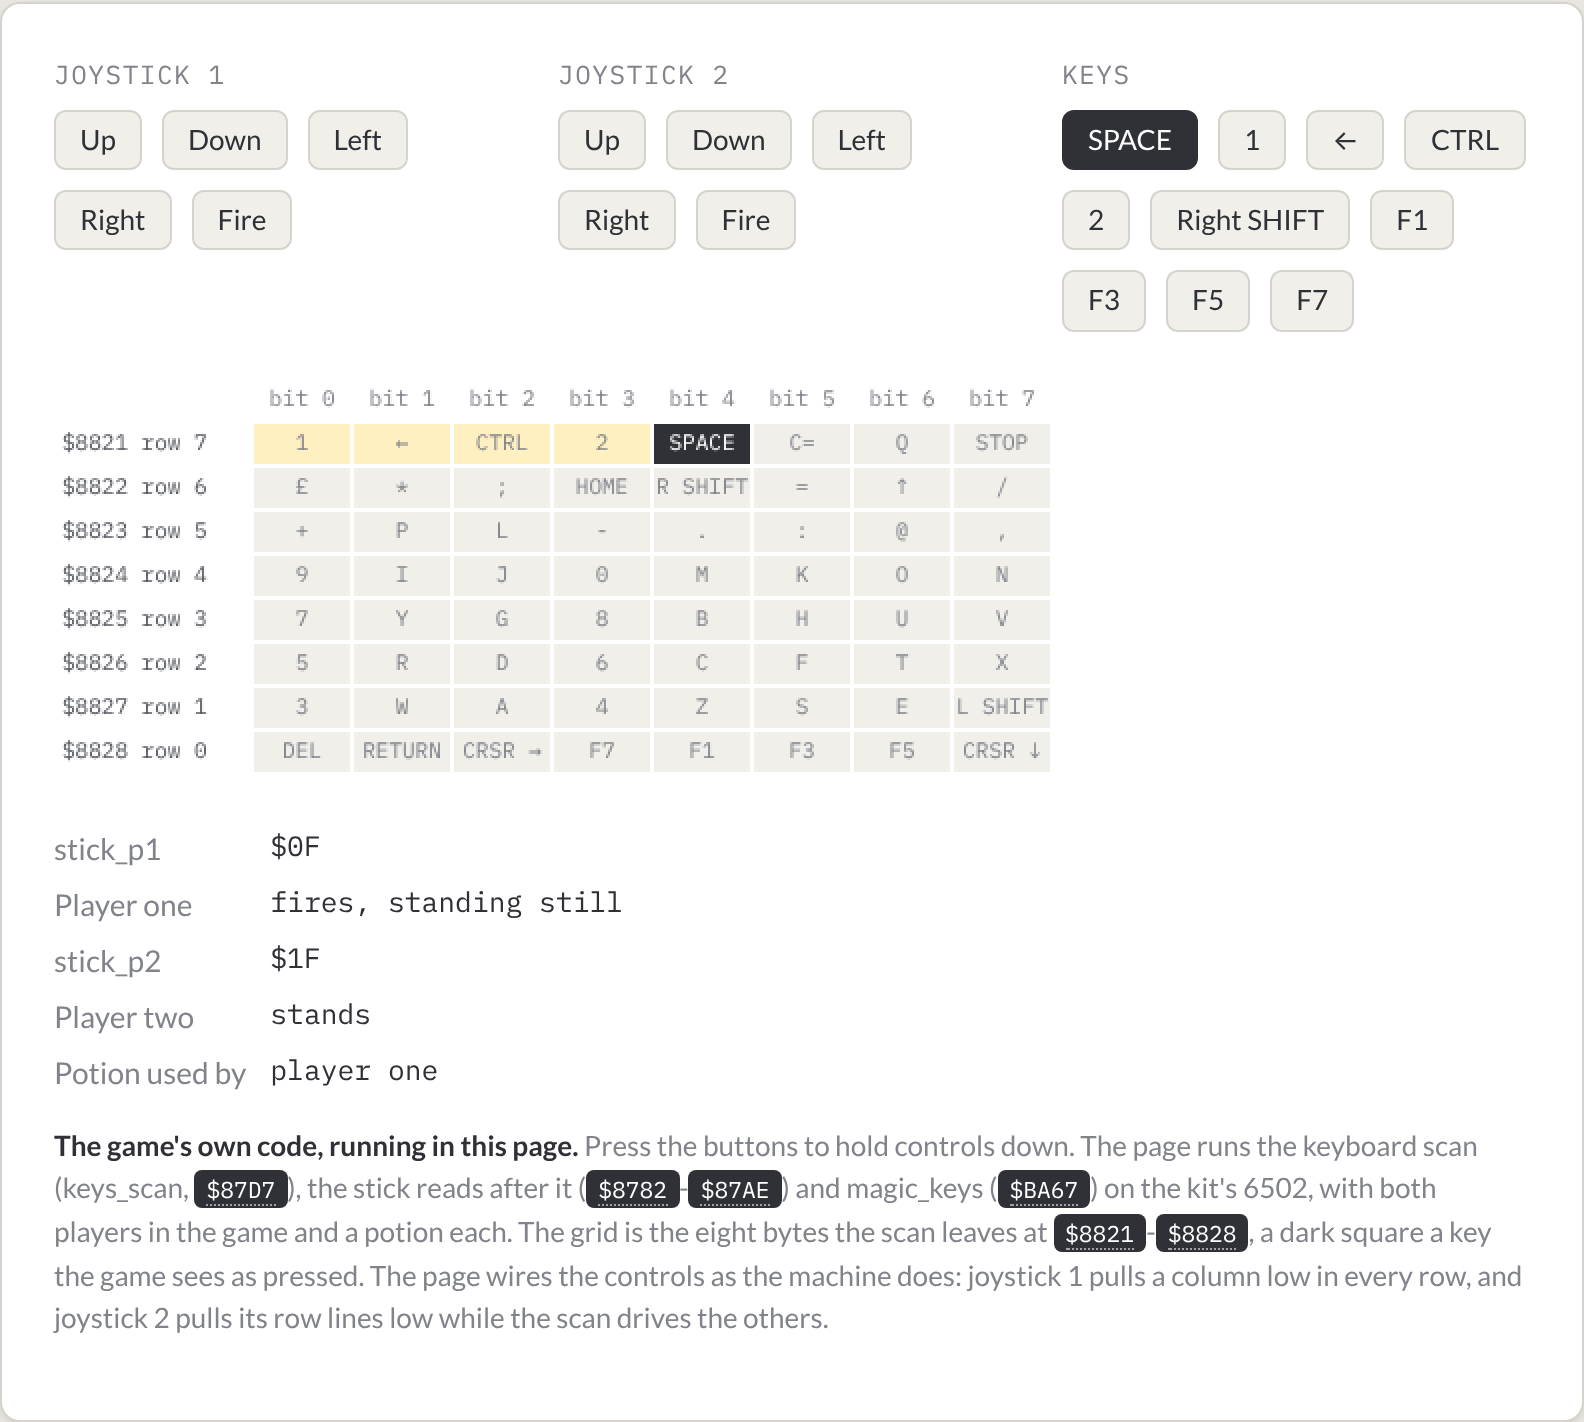 JOYSTICK 1 JOYSTICK 2 KEYS
Up Down Left Up Down Left SPACE 1 ← CTRL
Right Fire Right Fire 2 Right SHIFT F1
F3 F5 F7
bit 0 bit 1 bit 2 bit 3 bit 4 bit 5 bit 6 bit 7
$8821 row 7 1 ← CTRL 2 SPACE C= Q STOP
$8822 row 6 £ * ; HOME R SHIFT = ↑ /
$8823 row 5 + P L - . : @ ,
$8824 row 4 9 I J 0 M K O N
$8825 row 3 7 Y G 8 B H U V
$8826 row 2 5 R D 6 C F T X
$8827 row 1 3 W A 4 Z S E L SHIFT
$8828 row 0 DEL RETURN CRSR → F7 F1 F3 F5 CRSR ↓
stick_p1 $0F
Player one fires, standing still
stick_p2 $1F
Player two stands
Potion used by player one
The game's own code, running in this page. Press the buttons to hold controls down. The page runs the keyboard scan
(keys_scan, $87D7), the stick reads after it ($8782-$87AE) and magic_keys ($BA67) on the kit's 6502, with both
players in the game and a potion each. The grid is the eight bytes the scan leaves at $8821-$8828, a dark square a key
the game sees as pressed. The page wires the controls as the machine does: joystick 1 pulls a column low in every row, and
joystick 2 pulls its row lines low while the scan drives the others.